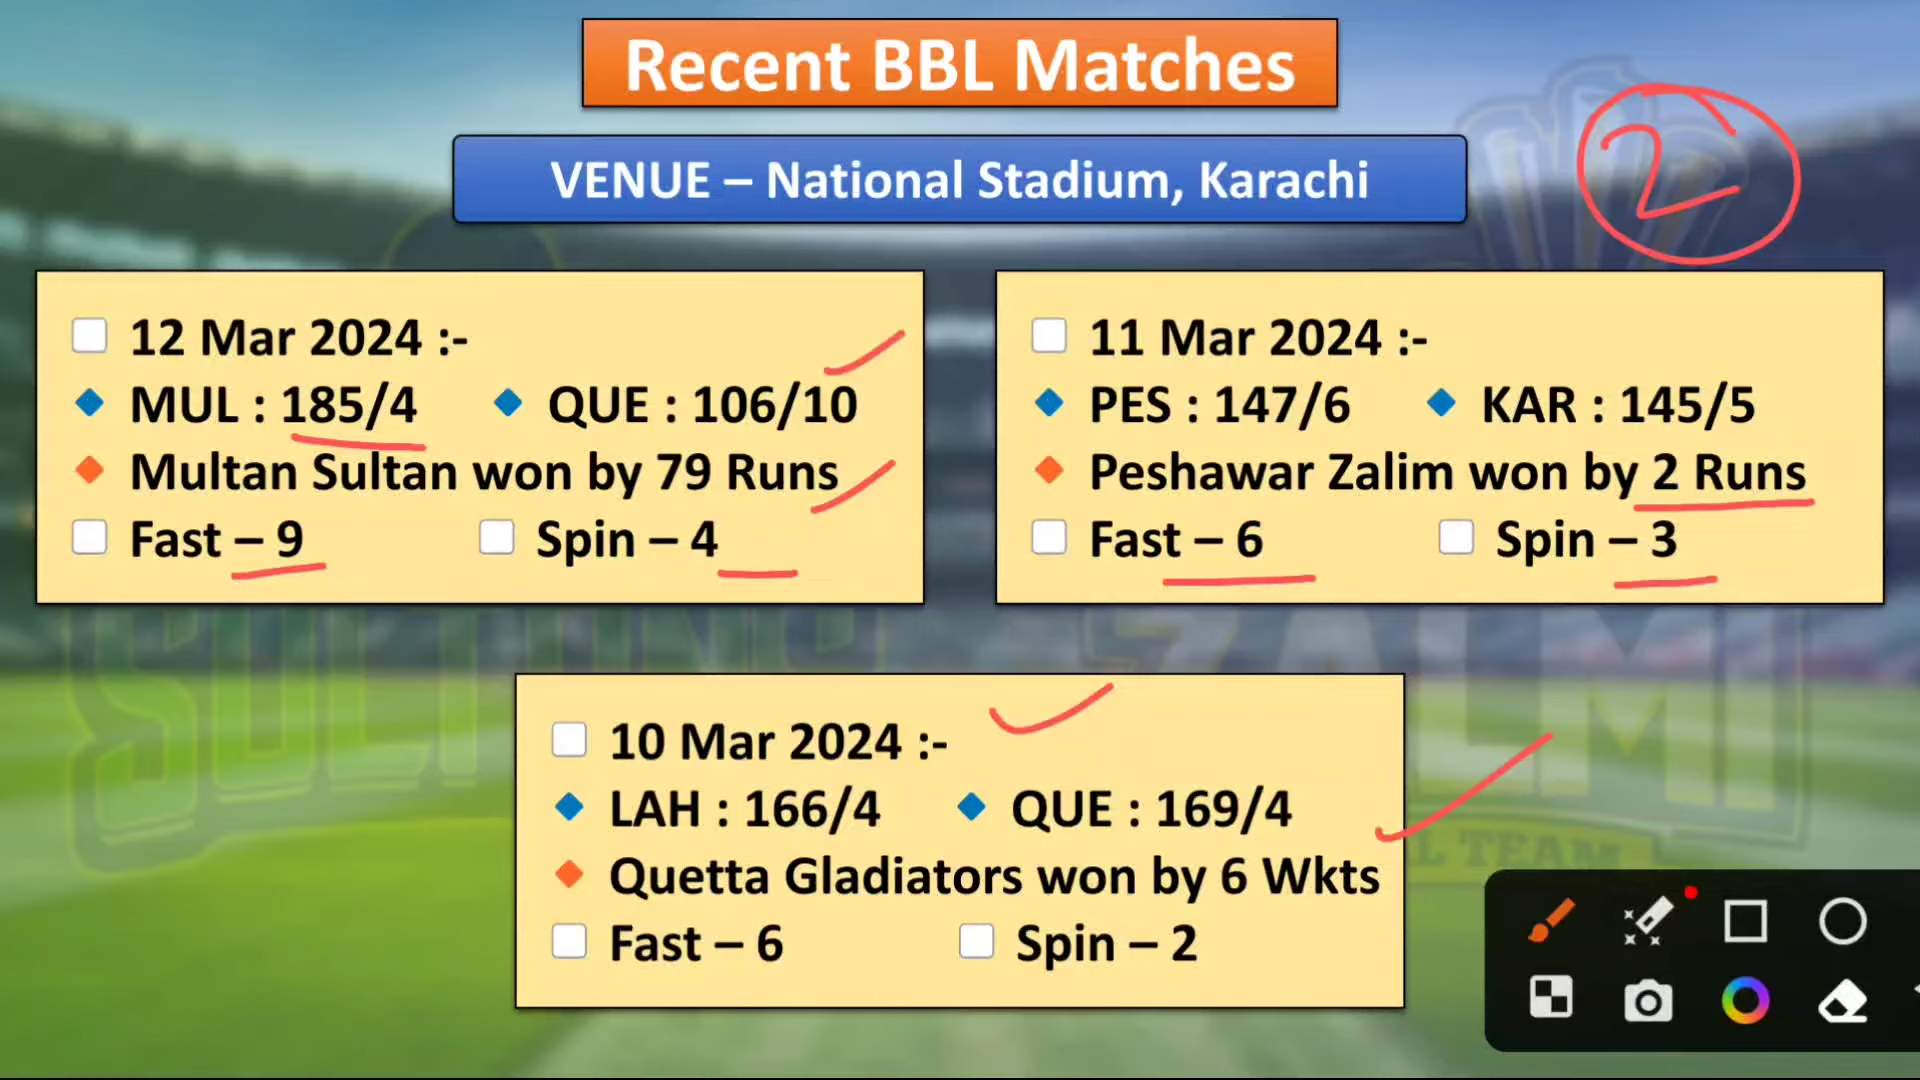 Recent BBL Matches
VENUE – National Stadium, Karachi
2
12 Mar 2024 :-
MUL : 185/4 QUE : 106/10
Multan Sultan won by 79 Runs
Fast – 9 Spin – 4
11 Mar 2024 :-
PES : 147/6 KAR : 145/5
Peshawar Zalim won by 2 Runs
Fast – 6 Spin – 3
10 Mar 2024 :-
LAH : 166/4 QUE : 169/4
Quetta Gladiators won by 6 Wkts
Fast – 6 Spin – 2
SULTANS ZALMI
L TEAM